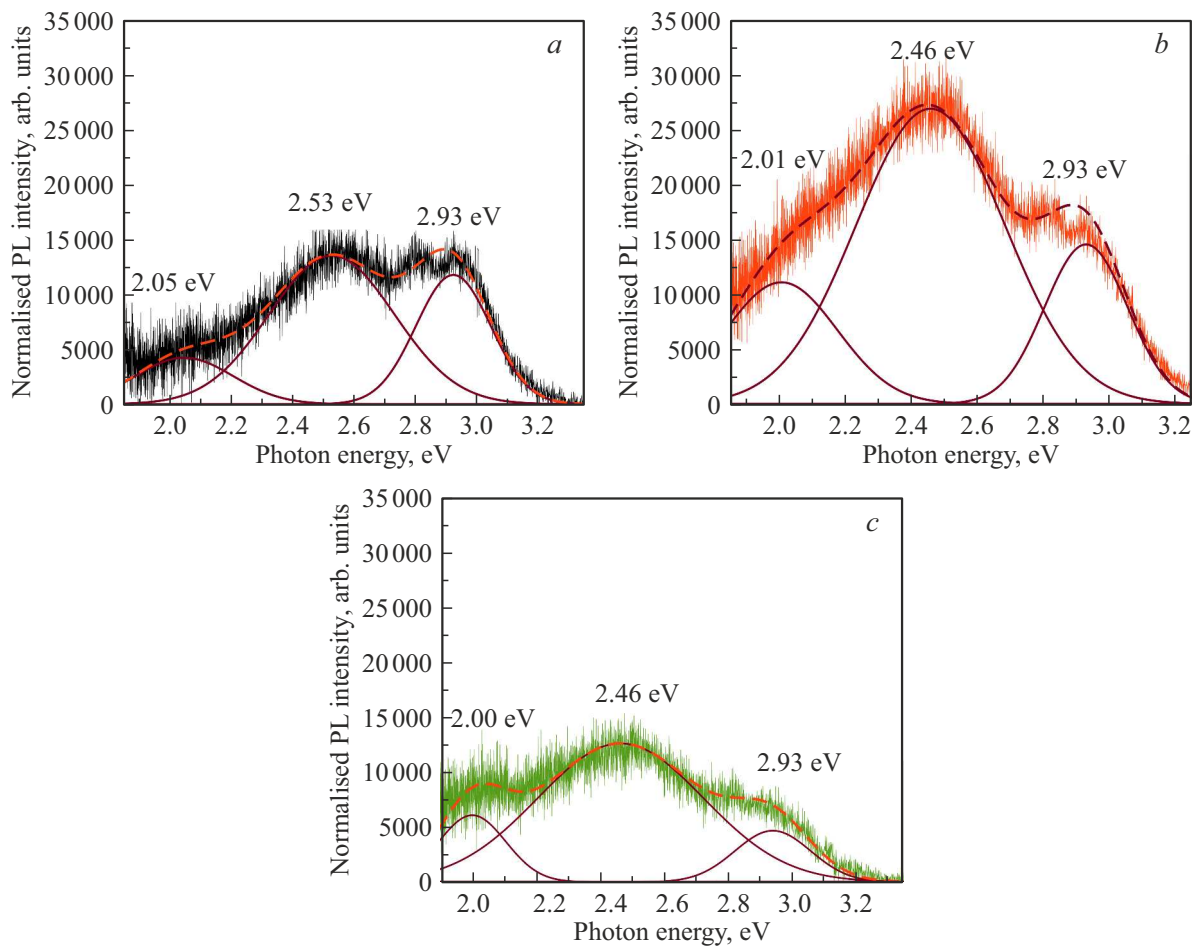 a
35 000
30 000
25 000
20 000
15 000
10 000
5000
0
Normalised PL intensity, arb. units
2.05 eV
2.53 eV
2.93 eV
2.0 2.2 2.4 2.6 2.8 3.0 3.2
Photon energy, eV
b
35 000
30 000
25 000
20 000
15 000
10 000
5000
0
Normalised PL intensity, arb. units
2.01 eV
2.46 eV
2.93 eV
2.0 2.2 2.4 2.6 2.8 3.0 3.2
Photon energy, eV
c
35 000
30 000
25 000
20 000
15 000
10 000
5000
0
Normalised PL intensity, arb. units
2.00 eV
2.46 eV
2.93 eV
2.0 2.2 2.4 2.6 2.8 3.0 3.2
Photon energy, eV